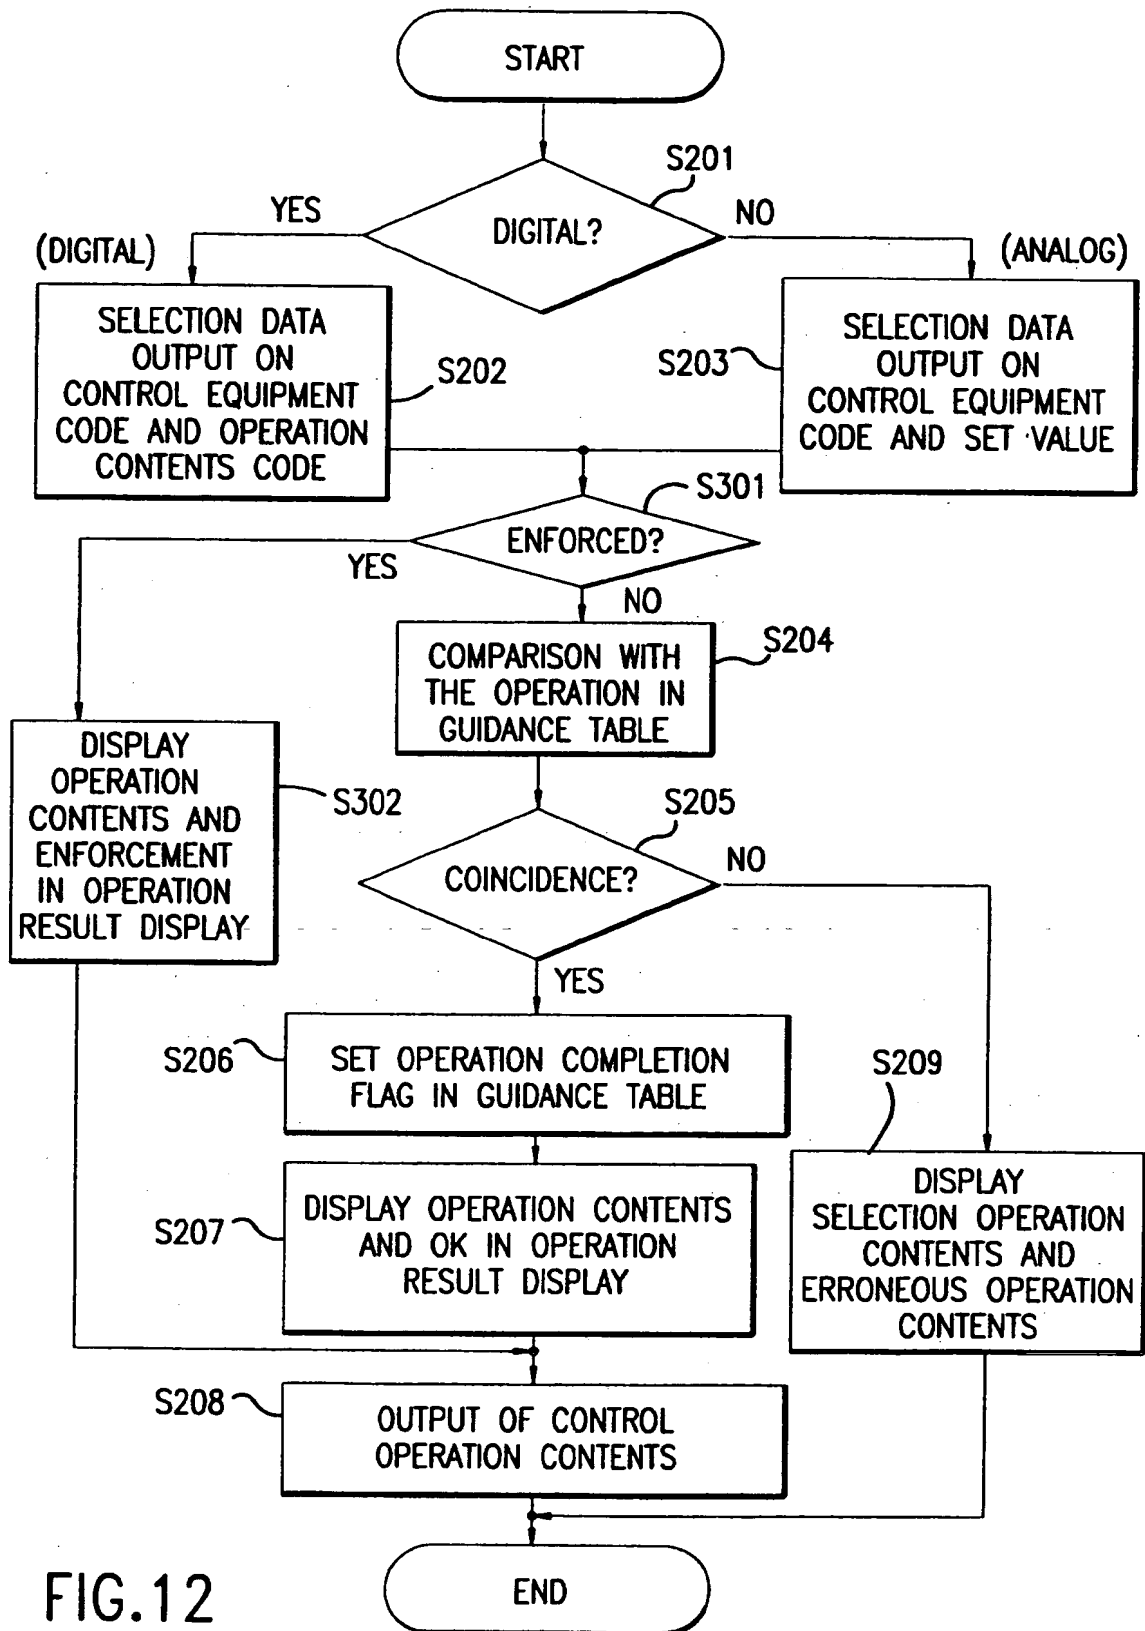 START
S201
YES
DIGITAL?
NO
(DIGITAL)
(ANALOG)
SELECTION DATA
OUTPUT ON
CONTROL EQUIPMENT
CODE AND OPERATION
CONTENTS CODE
S202
S203
SELECTION DATA
OUTPUT ON
CONTROL EQUIPMENT
CODE AND SET VALUE
S301
ENFORCED?
YES
NO
S204
COMPARISON WITH
THE OPERATION IN
GUIDANCE TABLE
DISPLAY
OPERATION
CONTENTS AND
ENFORCEMENT
IN OPERATION
RESULT DISPLAY
S302
S205
COINCIDENCE?
NO
YES
S206
SET OPERATION COMPLETION
FLAG IN GUIDANCE TABLE
S209
S207
DISPLAY OPERATION CONTENTS
AND OK IN OPERATION
RESULT DISPLAY
DISPLAY
SELECTION OPERATION
CONTENTS AND
ERRONEOUS OPERATION
CONTENTS
S208
OUTPUT OF CONTROL
OPERATION CONTENTS
END
FIG.12